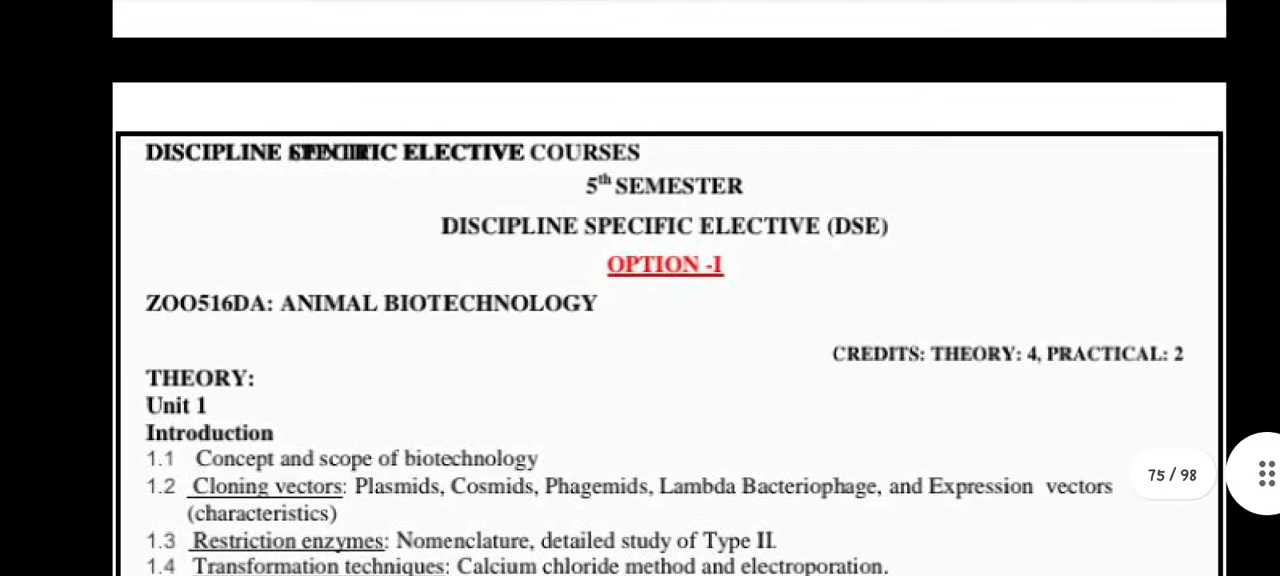 DISCIPLINE SPECIFIC ELECTIVE COURSES
5th SEMESTER
DISCIPLINE SPECIFIC ELECTIVE (DSE)
OPTION -I
ZOO516DA: ANIMAL BIOTECHNOLOGY
CREDITS: THEORY: 4, PRACTICAL: 2
THEORY:
Unit 1
Introduction
1.1 Concept and scope of biotechnology
1.2 Cloning vectors: Plasmids, Cosmids, Phagemids, Lambda Bacteriophage, and Expression vectors
(characteristics)
1.3 Restriction enzymes: Nomenclature, detailed study of Type II.
1.4 Transformation techniques: Calcium chloride method and electroporation.
75 / 98